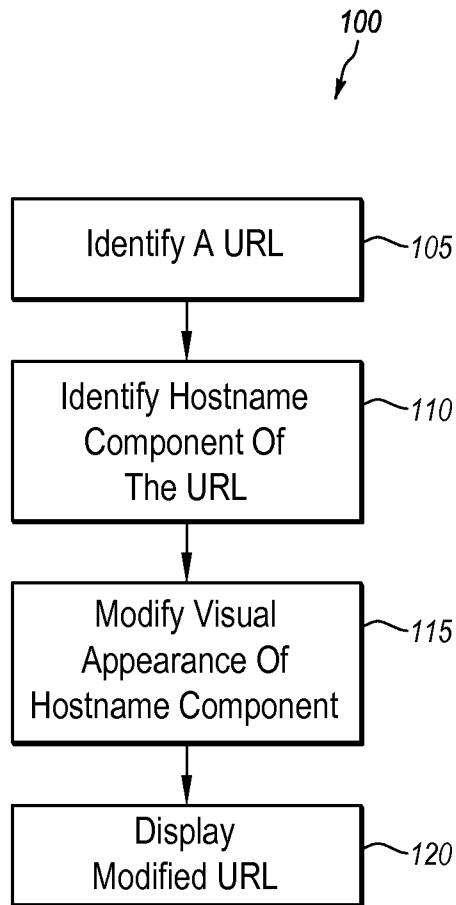 100
Identify A URL
105
Identify Hostname
Component Of
The URL
110
Modify Visual
Appearance Of
Hostname Component
115
Display
Modified URL
120